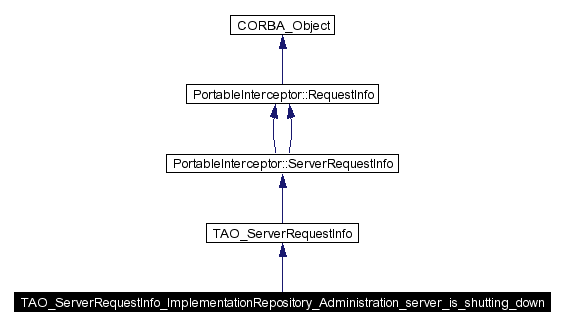 CORBA_Object
PortableInterceptor::RequestInfo
PortableInterceptor::ServerRequestInfo
TAO_ServerRequestInfo
TAO_ServerRequestInfo_ImplementationRepository_Administration_server_is_shutting_down